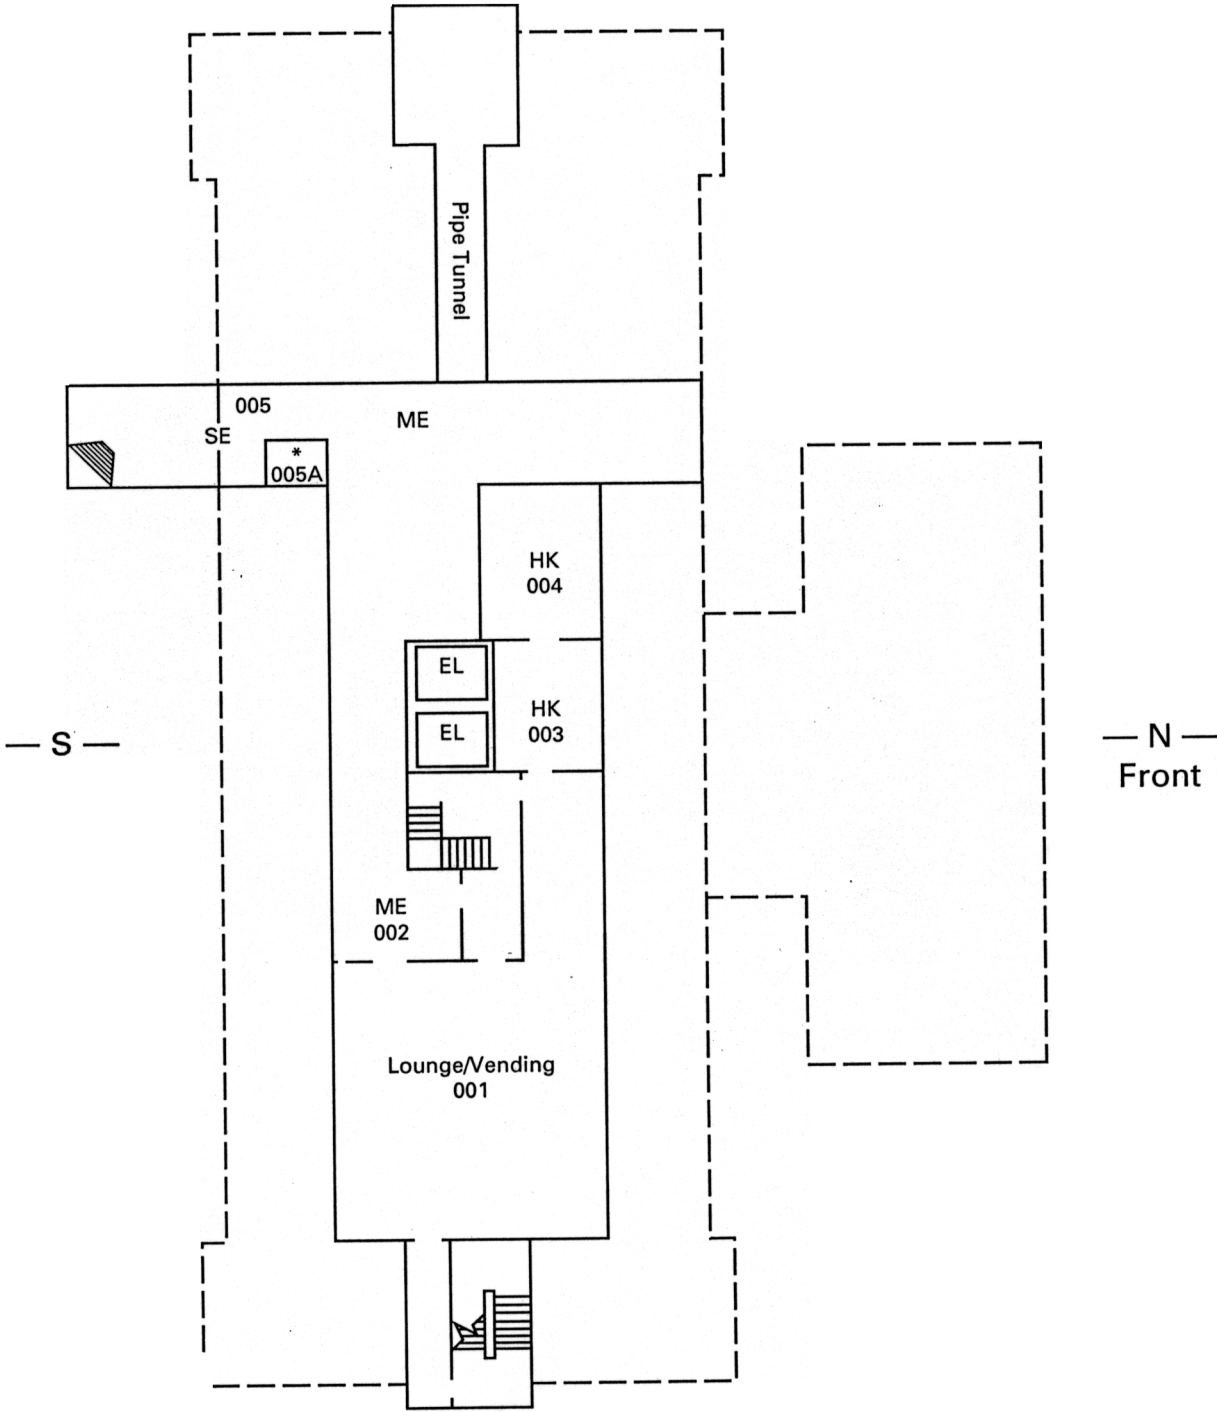 Pipe Tunnel
005
ME
SE
*
005A
HK
004
EL
HK
003
EL
— S —
— N —
Front
ME
002
Lounge/Vending
001